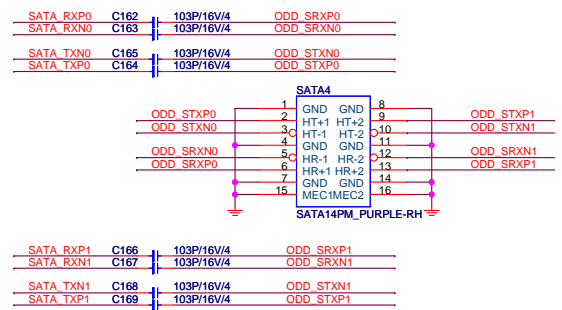 SATA_RXP0 C162 103P/16V/4 ODD_SRXP0
SATA_RXN0 C163 103P/16V/4 ODD_SRXN0
SATA_TXN0 C165 103P/16V/4 ODD_STXN0
SATA_TXP0 C164 103P/16V/4 ODD_STXP0
SATA4
1 GND GND 8
ODD_STXP0 2 HT+1 HT+2 9 ODD_STXP1
ODD_STXN0 3 HT-1 HT-2 10 ODD_STXN1
4 GND GND 11
ODD_SRXN0 5 HR-1 HR-2 12 ODD_SRXN1
ODD_SRXP0 6 HR+1 HR+2 13 ODD_SRXP1
7 GND GND 14
15 MEC1 MEC2 16
SATA14PM_PURPLE-RH
SATA_RXP1 C166 103P/16V/4 ODD_SRXP1
SATA_RXN1 C167 103P/16V/4 ODD_SRXN1
SATA_TXN1 C168 103P/16V/4 ODD_STXN1
SATA_TXP1 C169 103P/16V/4 ODD_STXP1